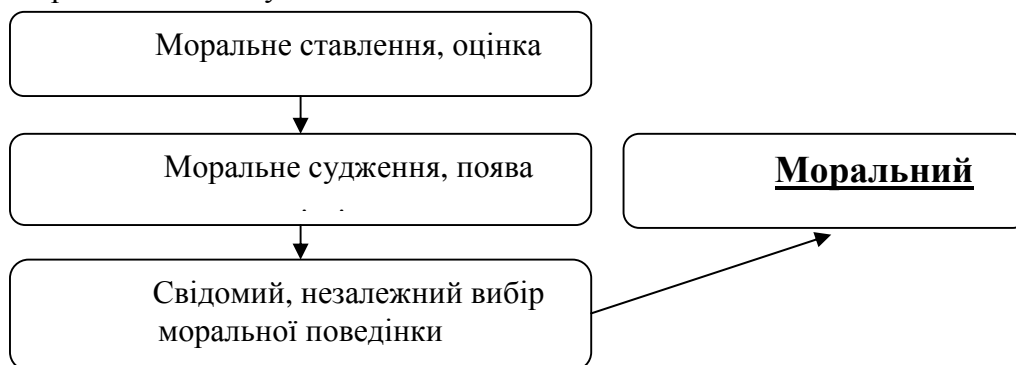 Моральне ставлення, оцінка
Моральне судження, поява
Моральний
Свідомий, незалежний вибір
моральної поведінки